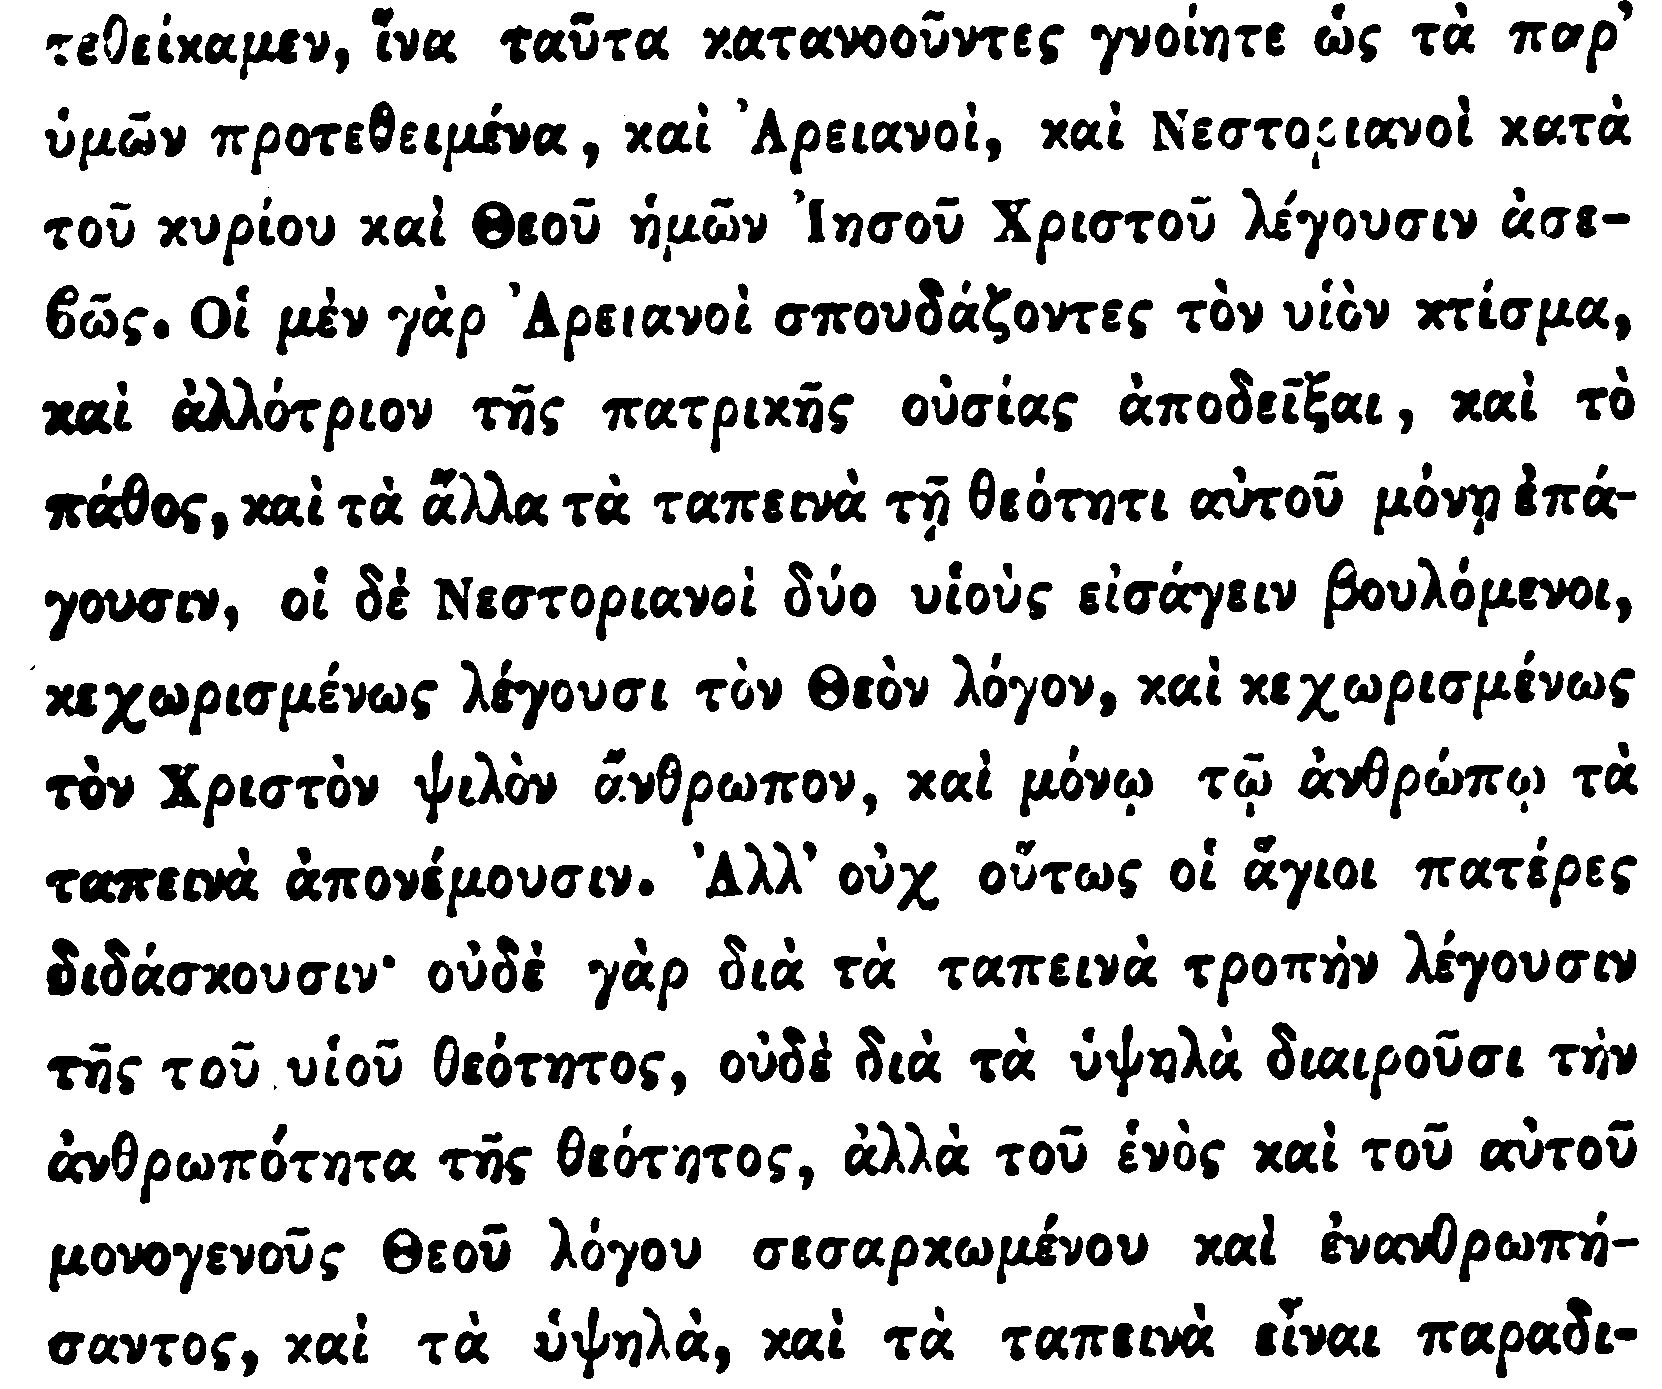 τεθείκαμεν, ἵνα ταῦτα κατανοοῦντες γνοίητε ὡς τὰ παρ’
ὑμῶν προτεθειμένα, καὶ Ἀρειανοὶ, καὶ Νεστοριανοὶ κατὰ
τοῦ κυρίου καὶ Θεοῦ ἡμῶν Ἰησοῦ Χριστοῦ λέγουσιν ἀσε-
βῶς. Οἱ μὲν γὰρ Ἀρειανοὶ σπουδάζοντες τὸν υἱὸν κτίσμα,
καὶ ἀλλότριον τῆς πατρικῆς οὐσίας ἀποδεῖξαι, καὶ τὸ
πάθος, καὶ τὰ ἄλλα τὰ ταπεινὰ τῇ θεότητι αὐτοῦ μόνῃ ἐπά-
γουσιν, οἱ δὲ Νεστοριανοὶ δύο υἱοὺς εἰσάγειν βουλόμενοι,
κεχωρισμένως λέγουσι τὸν Θεὸν λόγον, καὶ κεχωρισμένως
τὸν Χριστὸν ψιλὸν ἄνθρωπον, καὶ μόνῳ τῷ ἀνθρώπῳ τὰ
ταπεινὰ ἀπονέμουσιν. Ἀλλ’ οὐχ οὕτως οἱ ἅγιοι πατέρες
διδάσκουσιν· οὐδὲ γὰρ διὰ τὰ ταπεινὰ τροπὴν λέγουσιν
τῆς τοῦ υἱοῦ θεότητος, οὐδὲ διὰ τὰ ὑψηλὰ διαιροῦσι τὴν
ἀνθρωπότητα τῆς θεότητος, ἀλλὰ τοῦ ἑνὸς καὶ τοῦ αὐτοῦ
μονογενοῦς Θεοῦ λόγου σεσαρκωμένου καὶ ἐνανθρωπή-
σαντος, καὶ τὰ ὑψηλὰ, καὶ τὰ ταπεινὰ εἶναι παραδι-